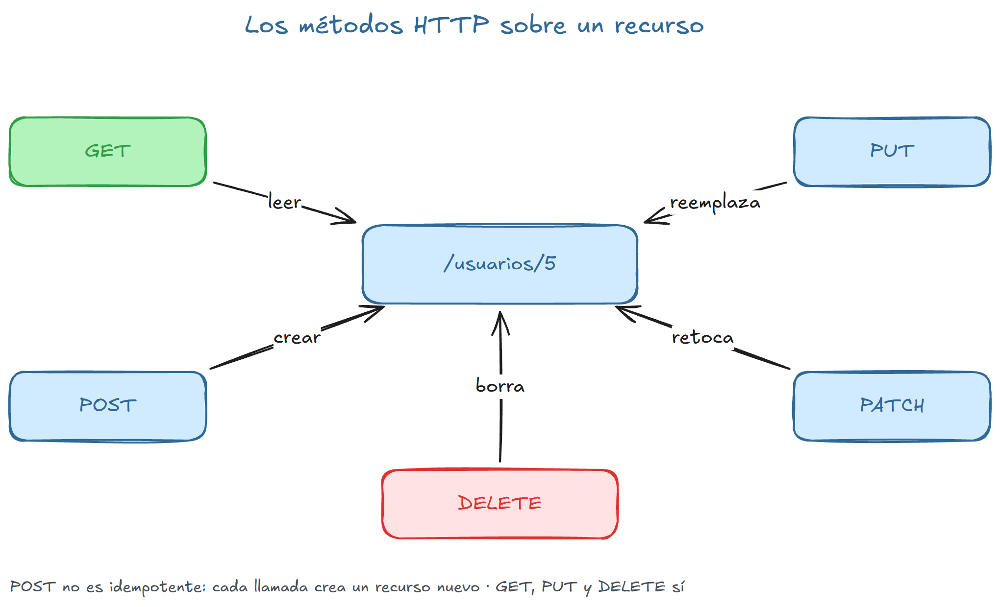 Los métodos HTTP sobre un recurso
GET
PUT
leer
reemplaza
/usuarios/5
crear
retoca
borra
POST
PATCH
DELETE
POST no es idempotente: cada llamada crea un recurso nuevo · GET, PUT y DELETE sí